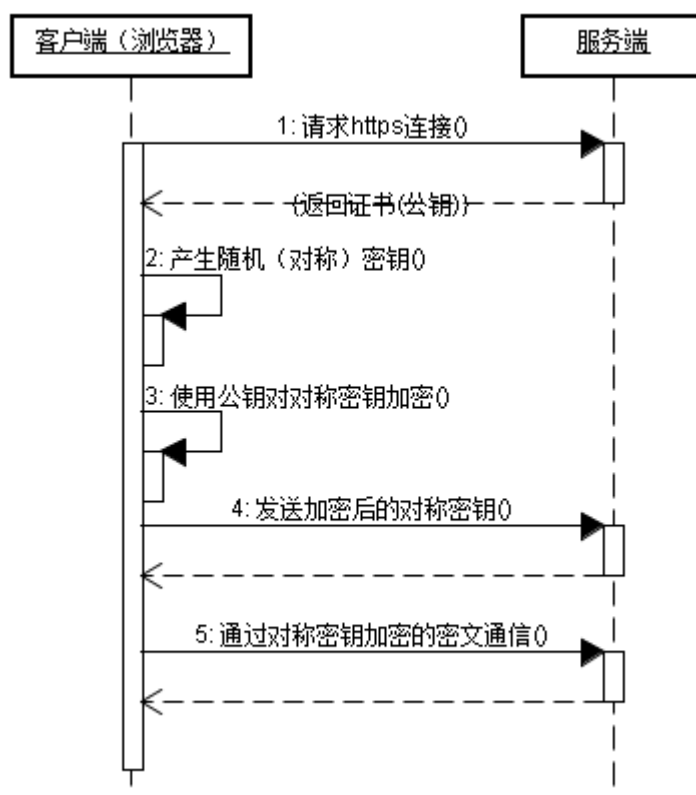 客户端（浏览器）
服务端
1: 请求https连接()
(返回证书(公钥))
2: 产生随机（对称）密钥()
3: 使用公钥对对称密钥加密()
4: 发送加密后的对称密钥()
5: 通过对称密钥加密的密文通信()